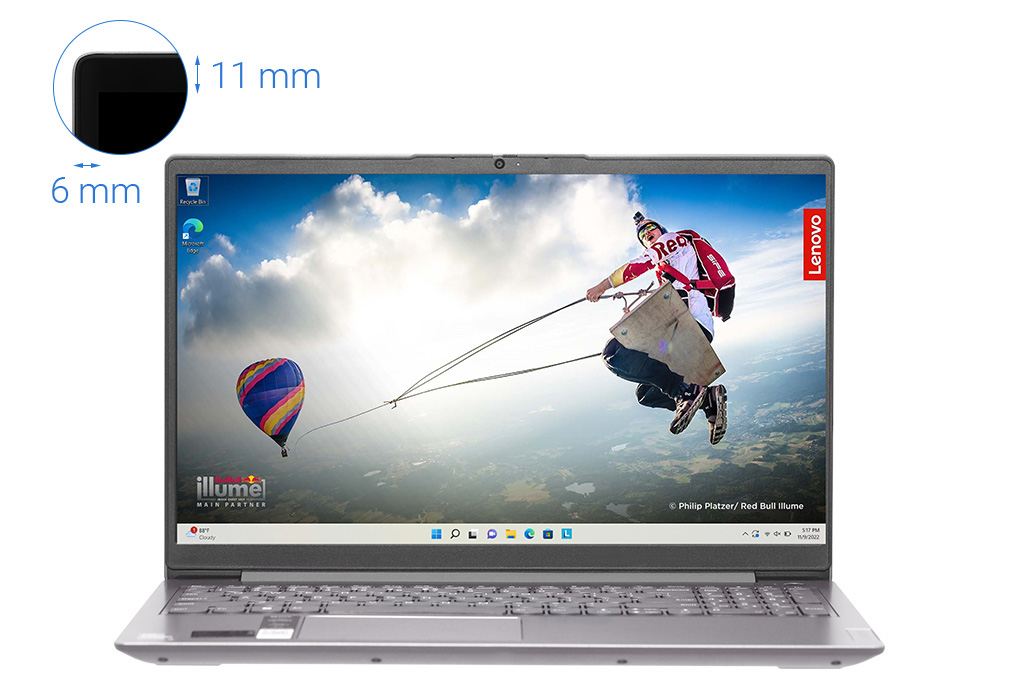 11 mm
6 mm
Recycle Bin
Microsoft
Edge
Lenovo
Red
illume
MAIN PARTNER
© Philip Platzer/ Red Bull Illume
88°F
Cloudy
5:17 PM
11/9/2022